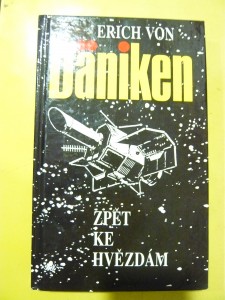 ERICH VON
Däniken
ZPĚT
KE
HVĚZDÁM